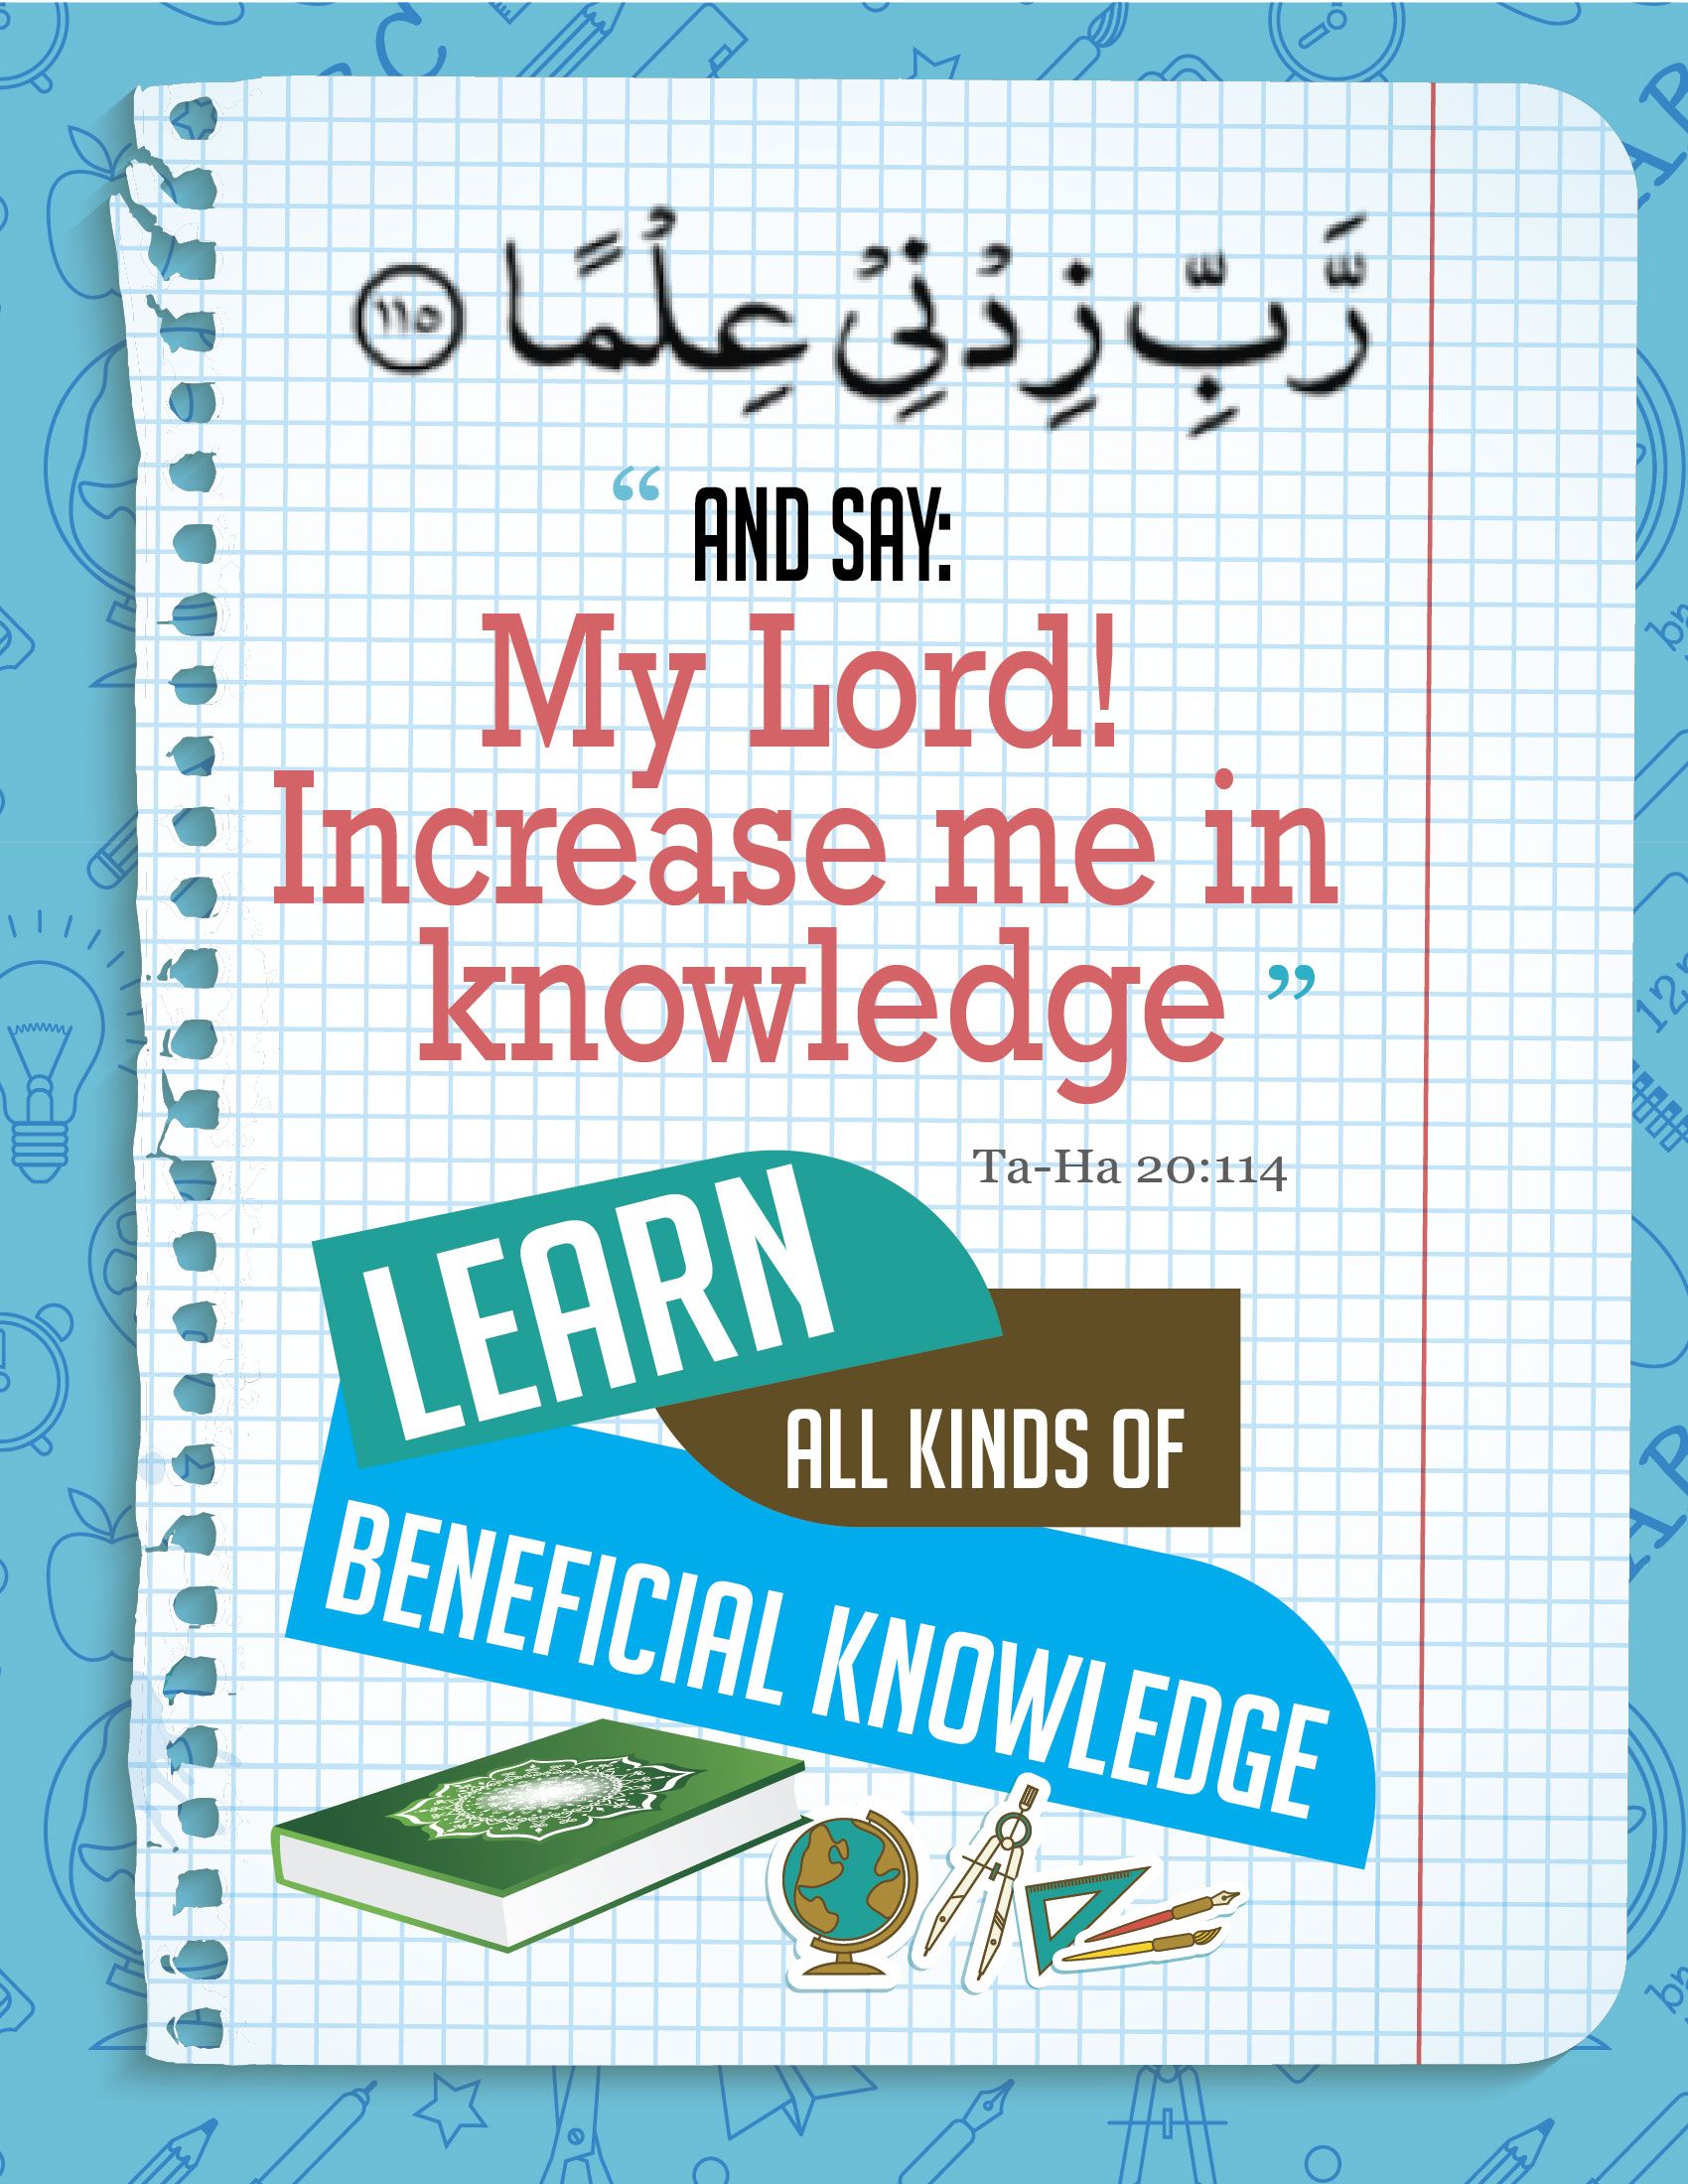 رَّبِّ زِدْنِيْ عِلْمًا ١١٥
“ AND SAY:
My Lord!
Increase me in
knowledge ”
Ta-Ha 20:114
LEARN
ALL KINDS OF
BENEFICIAL KNOWLEDGE